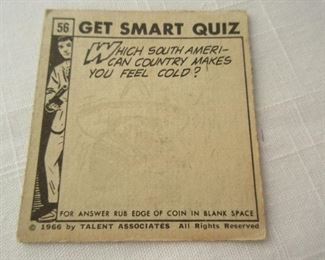 56 GET SMART QUIZ
WHICH SOUTH AMERI-
CAN COUNTRY MAKES
YOU FEEL COLD?
FOR ANSWER RUB EDGE OF COIN IN BLANK SPACE
© 1966 by TALENT ASSOCIATES All Rights Reserved